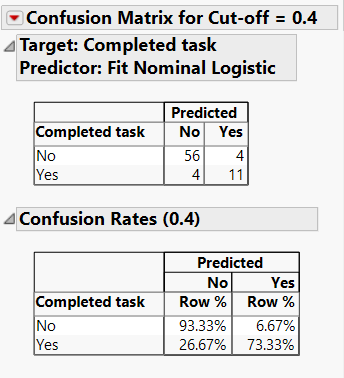 Confusion Matrix for Cut-off = 0.4
Target: Completed task
Predictor: Fit Nominal Logistic
Predicted
Completed task No Yes
No 56 4
Yes 4 11
Confusion Rates (0.4)
Predicted
No Yes
Completed task Row % Row %
No 93.33% 6.67%
Yes 26.67% 73.33%